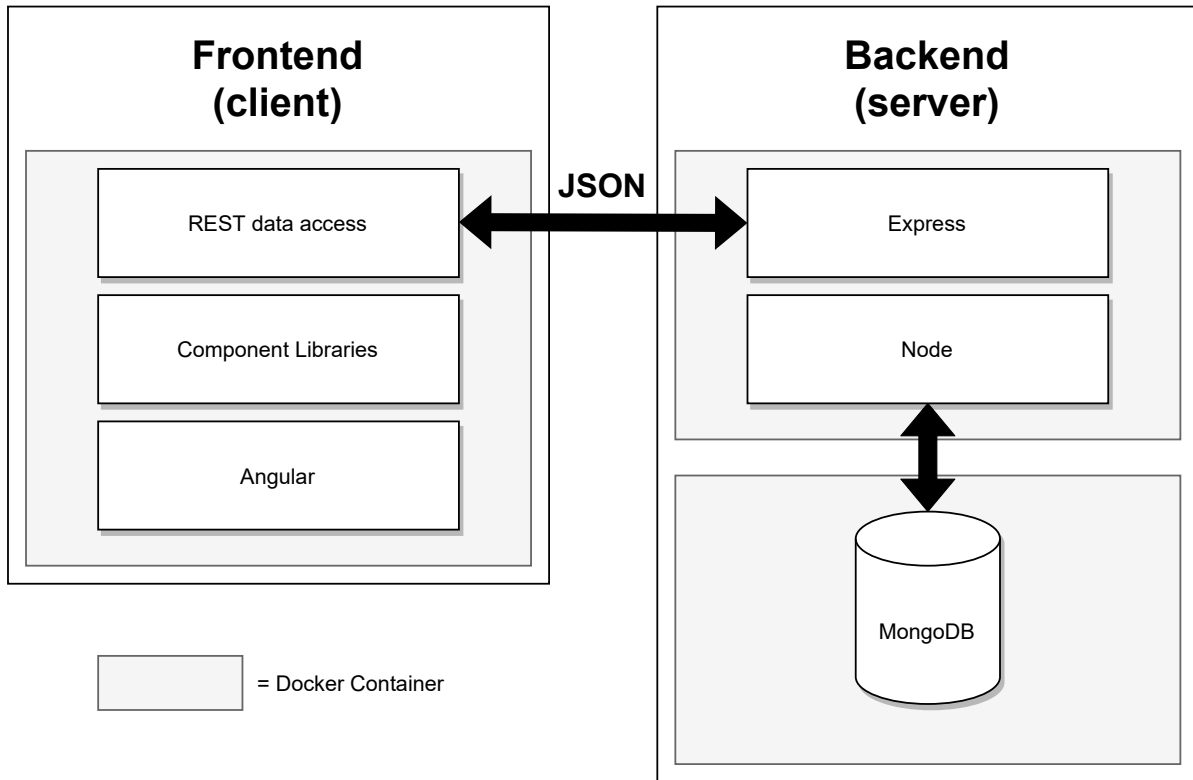 Frontend
(client)
REST data access
Component Libraries
Angular
JSON
Backend
(server)
Express
Node
MongoDB
= Docker Container